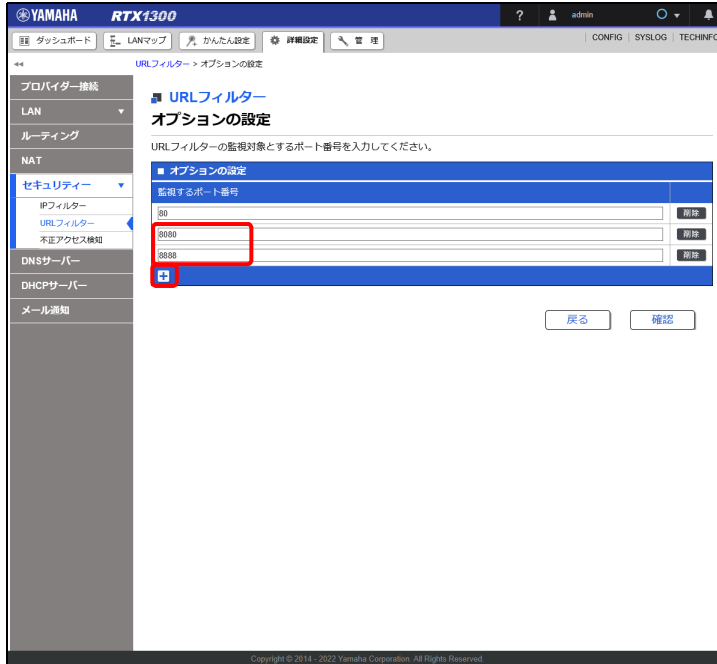 YAMAHA RTX1300 ? admin
ダッシュボード LANマップ かんたん設定 詳細設定 管 理 CONFIG SYSLOG TECHINFO
URLフィルター > オプションの設定
プロバイダー接続
LAN
ルーティング
NAT
セキュリティー
IPフィルター
URLフィルター
不正アクセス検知
DNSサーバー
DHCPサーバー
メール通知
URLフィルター
オプションの設定
URLフィルターの監視対象とするポート番号を入力してください。
■ オプションの設定
監視するポート番号
80 削除
8080 削除
8888 削除
戻る 確認
Copyright © 2014 - 2022 Yamaha Corporation. All Rights Reserved.